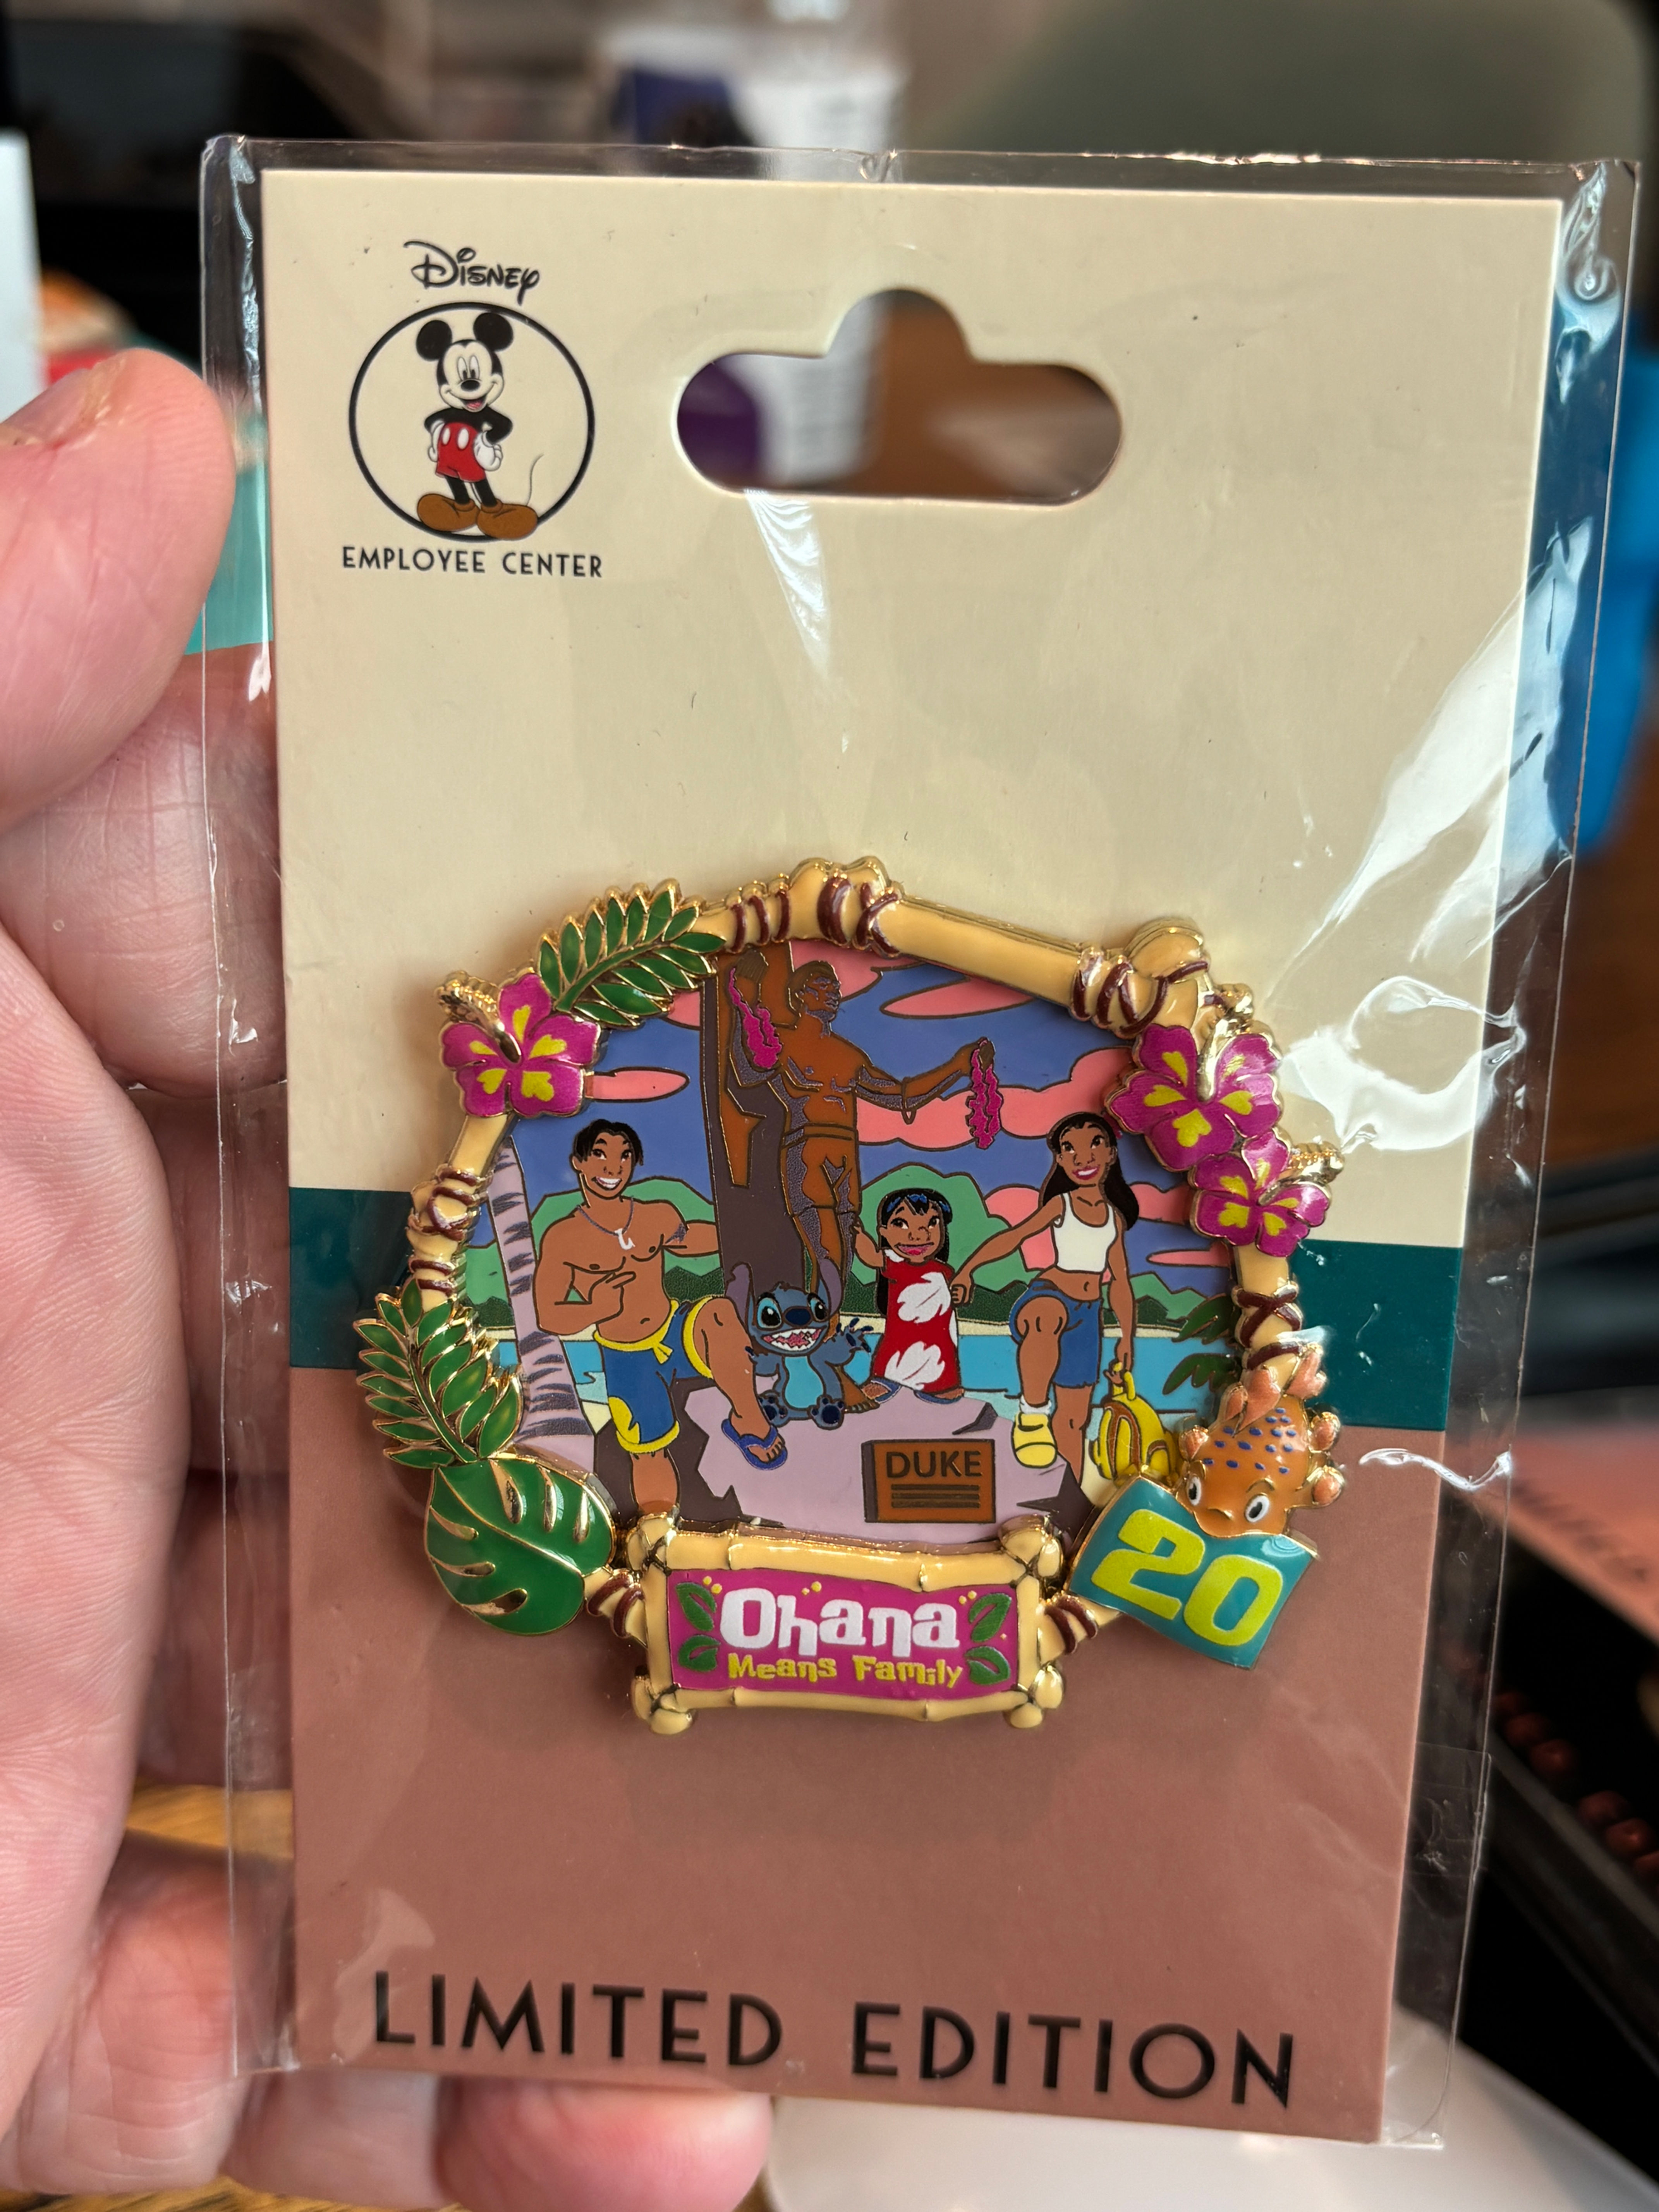 Disney
EMPLOYEE CENTER
DUKE
20
Ohana
Means Family
LIMITED EDITION